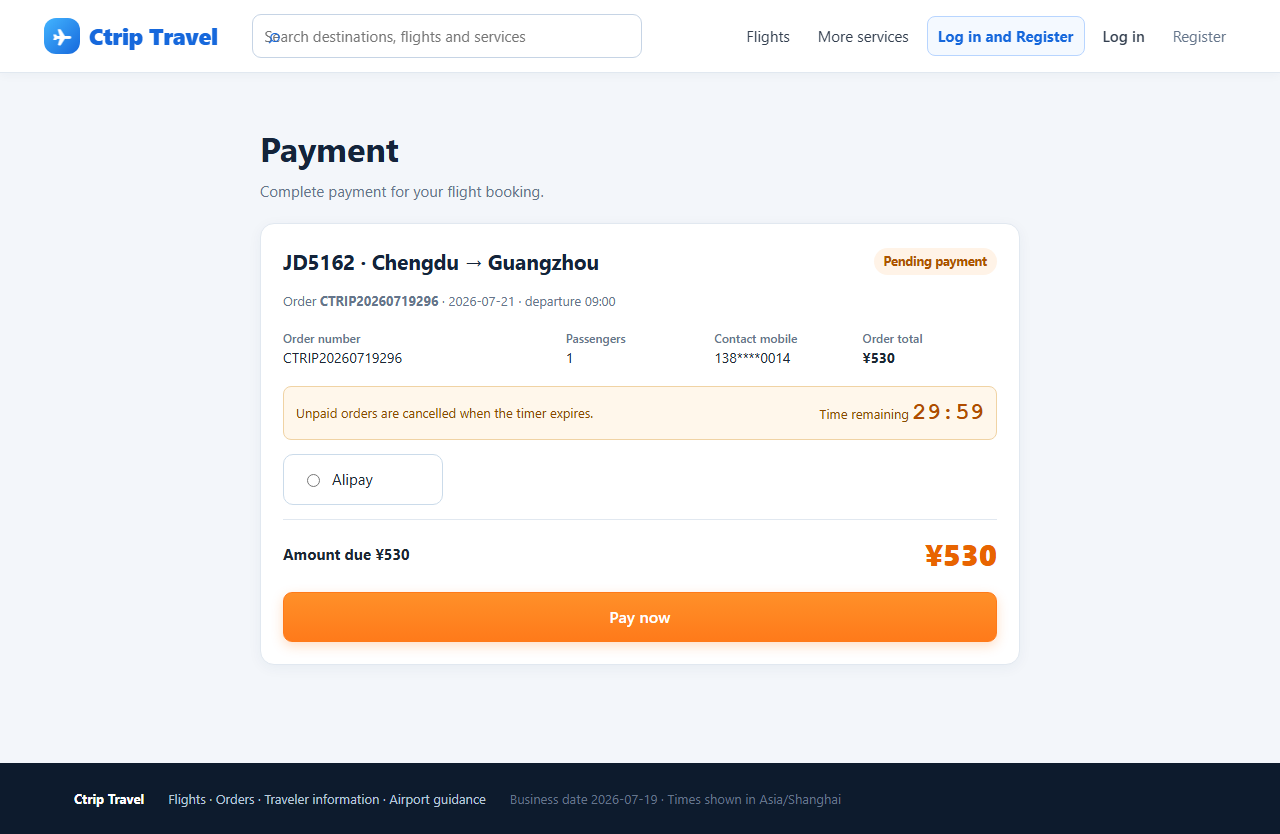 Ctrip Travel
Search destinations, flights and services
Flights
More services
Log in and Register
Log in
Register
Payment
Complete payment for your flight booking.
JD5162 · Chengdu → Guangzhou
Pending payment
Order CTRIP20260719296 · 2026-07-21 · departure 09:00
Order number
CTRIP20260719296
Passengers
1
Contact mobile
138****0014
Order total
¥530
Unpaid orders are cancelled when the timer expires.
Time remaining 29:59
Alipay
Amount due ¥530
¥530
Pay now
Ctrip Travel
Flights · Orders · Traveler information · Airport guidance
Business date 2026-07-19 · Times shown in Asia/Shanghai